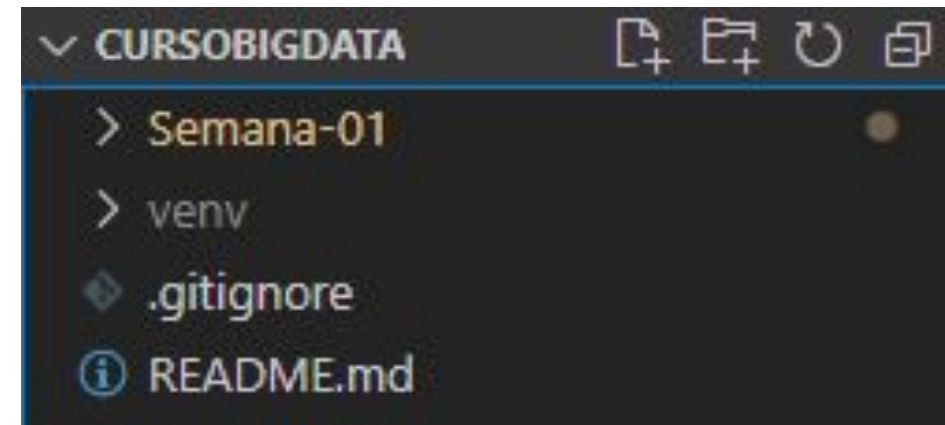 CURSOBIGDATA
Semana-01
venv
.gitignore
README.md